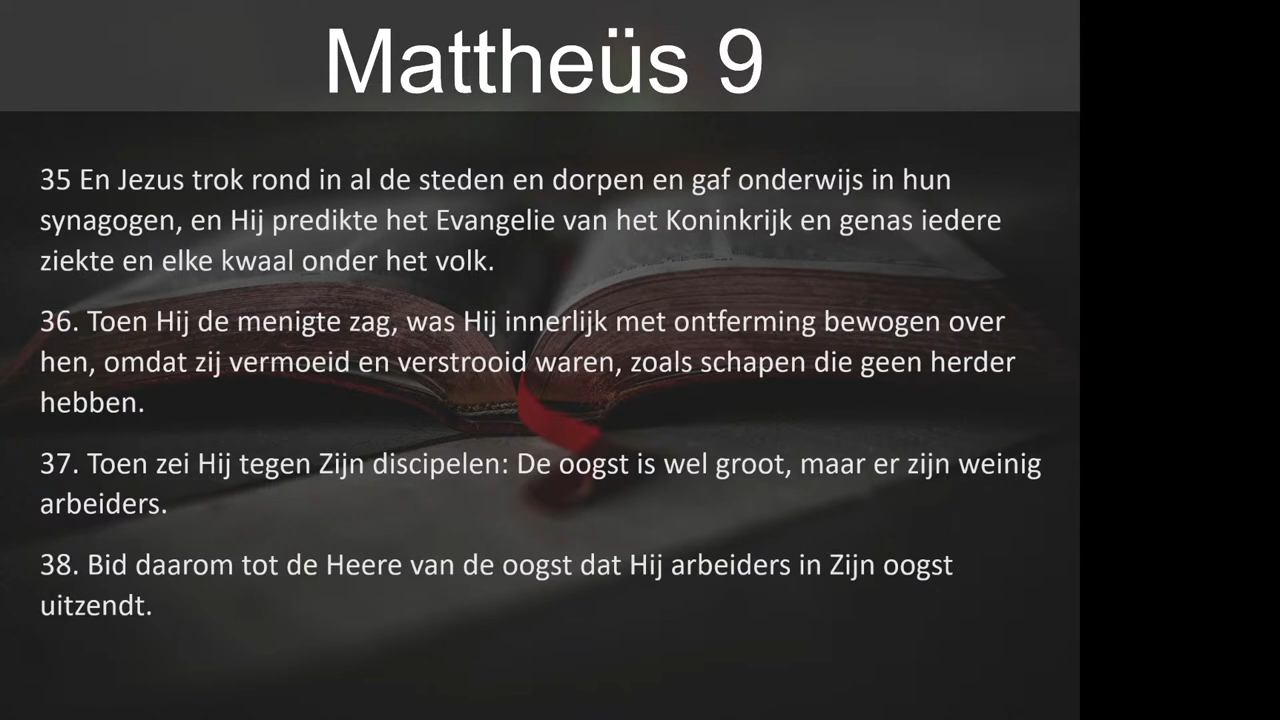 Mattheüs 9
35 En Jezus trok rond in al de steden en dorpen en gaf onderwijs in hun
synagogen, en Hij predikte het Evangelie van het Koninkrijk en genas iedere
ziekte en elke kwaal onder het volk.
36. Toen Hij de menigte zag, was Hij innerlijk met ontferming bewogen over
hen, omdat zij vermoeid en verstrooid waren, zoals schapen die geen herder
hebben.
37. Toen zei Hij tegen Zijn discipelen: De oogst is wel groot, maar er zijn weinig
arbeiders.
38. Bid daarom tot de Heere van de oogst dat Hij arbeiders in Zijn oogst
uitzendt.